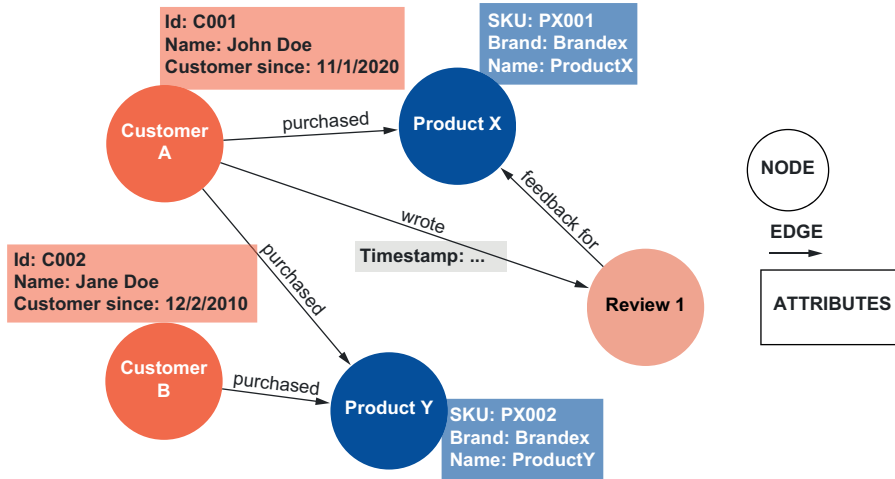 Id: C001
Name: John Doe
Customer since: 11/1/2020
SKU: PX001
Brand: Brandex
Name: ProductX
Customer
A
purchased
Product X
NODE
feedback for
wrote
EDGE
Timestamp: ...
purchased
Id: C002
Name: Jane Doe
Customer since: 12/2/2010
Review 1
ATTRIBUTES
Customer
B
purchased
Product Y
SKU: PX002
Brand: Brandex
Name: ProductY